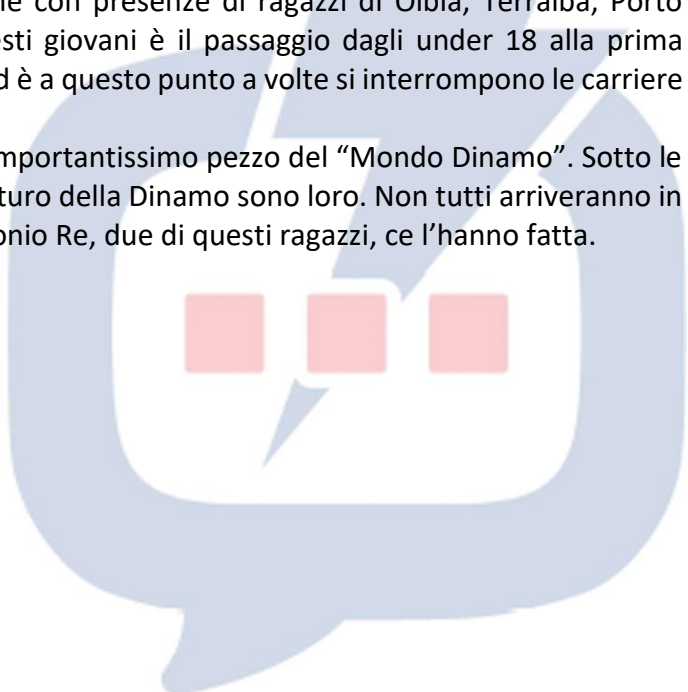 ne con presenze di ragazzi di Olbia, Terralba, Porto
esti giovani è il passaggio dagli under 18 alla prima
d è a questo punto a volte si interrompono le carriere
mportantissimo pezzo del “Mondo Dinamo”. Sotto le
turo della Dinamo sono loro. Non tutti arriveranno in
onio Re, due di questi ragazzi, ce l’hanno fatta.